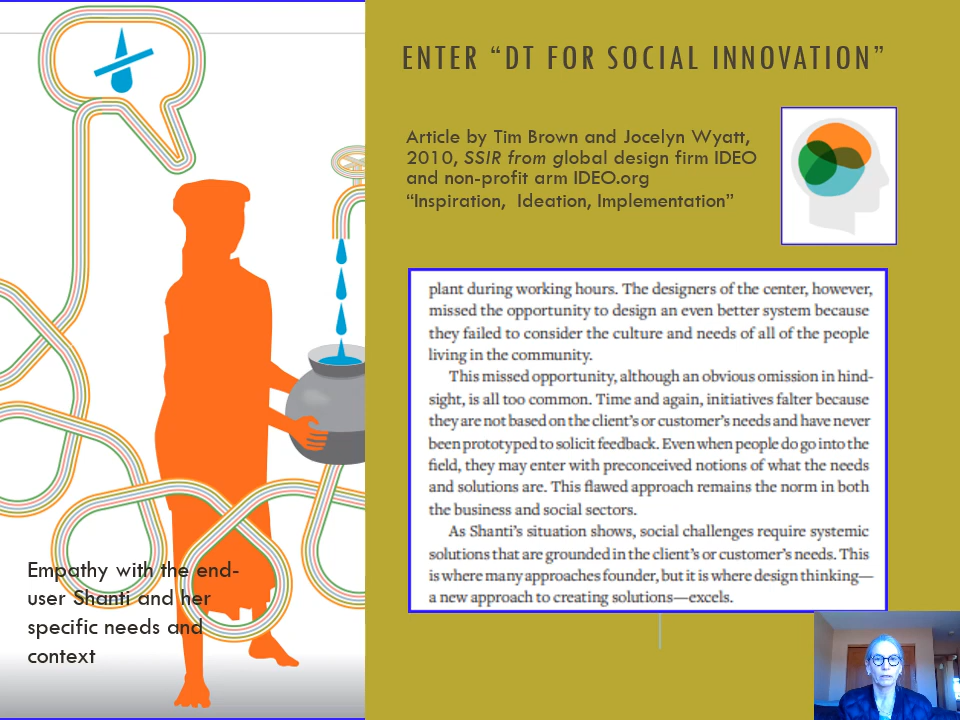 ENTER “DT FOR SOCIAL INNOVATION”
Article by Tim Brown and Jocelyn Wyatt,
2010, SSIR from global design firm IDEO
and non-profit arm IDEO.org
“Inspiration, Ideation, Implementation”
plant during working hours. The designers of the center, however,
missed the opportunity to design an even better system because
they failed to consider the culture and needs of all of the people
living in the community.
This missed opportunity, although an obvious omission in hind-
sight, is all too common. Time and again, initiatives falter because
they are not based on the client’s or customer’s needs and have never
been prototyped to solicit feedback. Even when people do go into the
field, they may enter with preconceived notions of what the needs
and solutions are. This flawed approach remains the norm in both
the business and social sectors.
As Shanti’s situation shows, social challenges require systemic
solutions that are grounded in the client’s or customer’s needs. This
is where many approaches founder, but it is where design thinking—
a new approach to creating solutions—excels.
Empathy with the end-
user Shanti and her
specific needs and
context